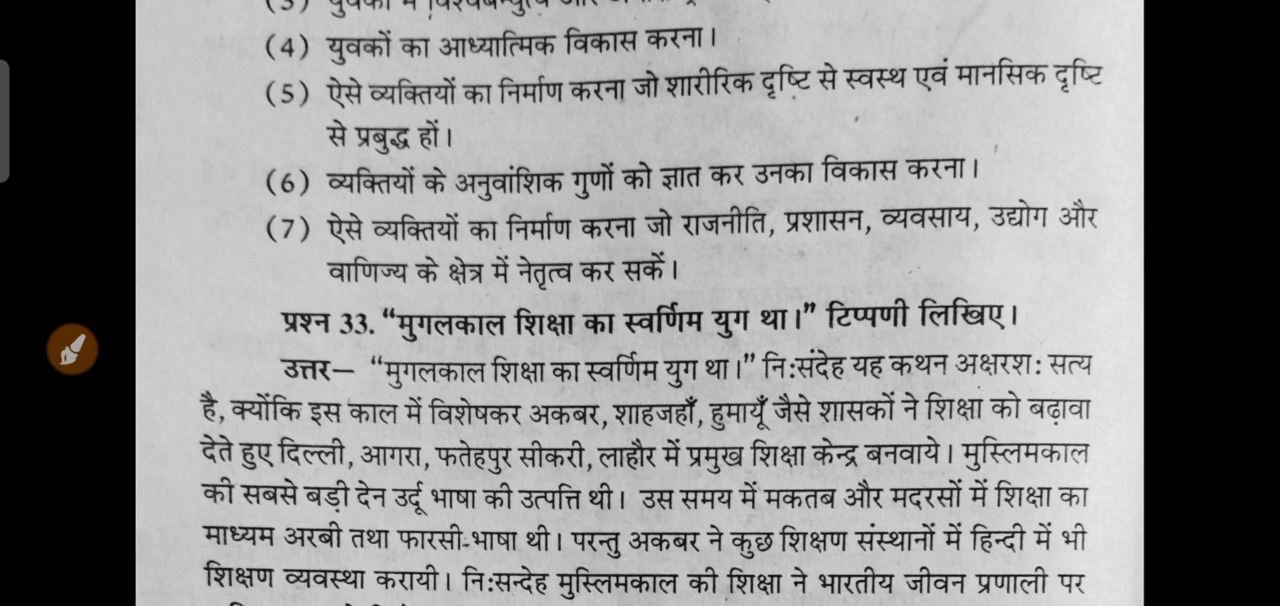 (4) युवकों का आध्यात्मिक विकास करना।
(5) ऐसे व्यक्तियों का निर्माण करना जो शारीरिक दृष्टि से स्वस्थ एवं मानसिक दृष्टि
से प्रबुद्ध हों।
(6) व्यक्तियों के अनुवांशिक गुणों को ज्ञात कर उनका विकास करना।
(7) ऐसे व्यक्तियों का निर्माण करना जो राजनीति, प्रशासन, व्यवसाय, उद्योग और
वाणिज्य के क्षेत्र में नेतृत्व कर सकें।
प्रश्न 33. “मुगलकाल शिक्षा का स्वर्णिम युग था।” टिप्पणी लिखिए।
उत्तर— “मुगलकाल शिक्षा का स्वर्णिम युग था।” नि:संदेह यह कथन अक्षरश: सत्य
है, क्योंकि इस काल में विशेषकर अकबर, शाहजहाँ, हुमायूँ जैसे शासकों ने शिक्षा को बढ़ावा
देते हुए दिल्ली, आगरा, फतेहपुर सीकरी, लाहौर में प्रमुख शिक्षा केन्द्र बनवाये। मुस्लिमकाल
की सबसे बड़ी देन उर्दू भाषा की उत्पत्ति थी। उस समय में मकतब और मदरसों में शिक्षा का
माध्यम अरबी तथा फारसी-भाषा थी। परन्तु अकबर ने कुछ शिक्षण संस्थानों में हिन्दी में भी
शिक्षण व्यवस्था करायी। नि:सन्देह मुस्लिमकाल की शिक्षा ने भारतीय जीवन प्रणाली पर